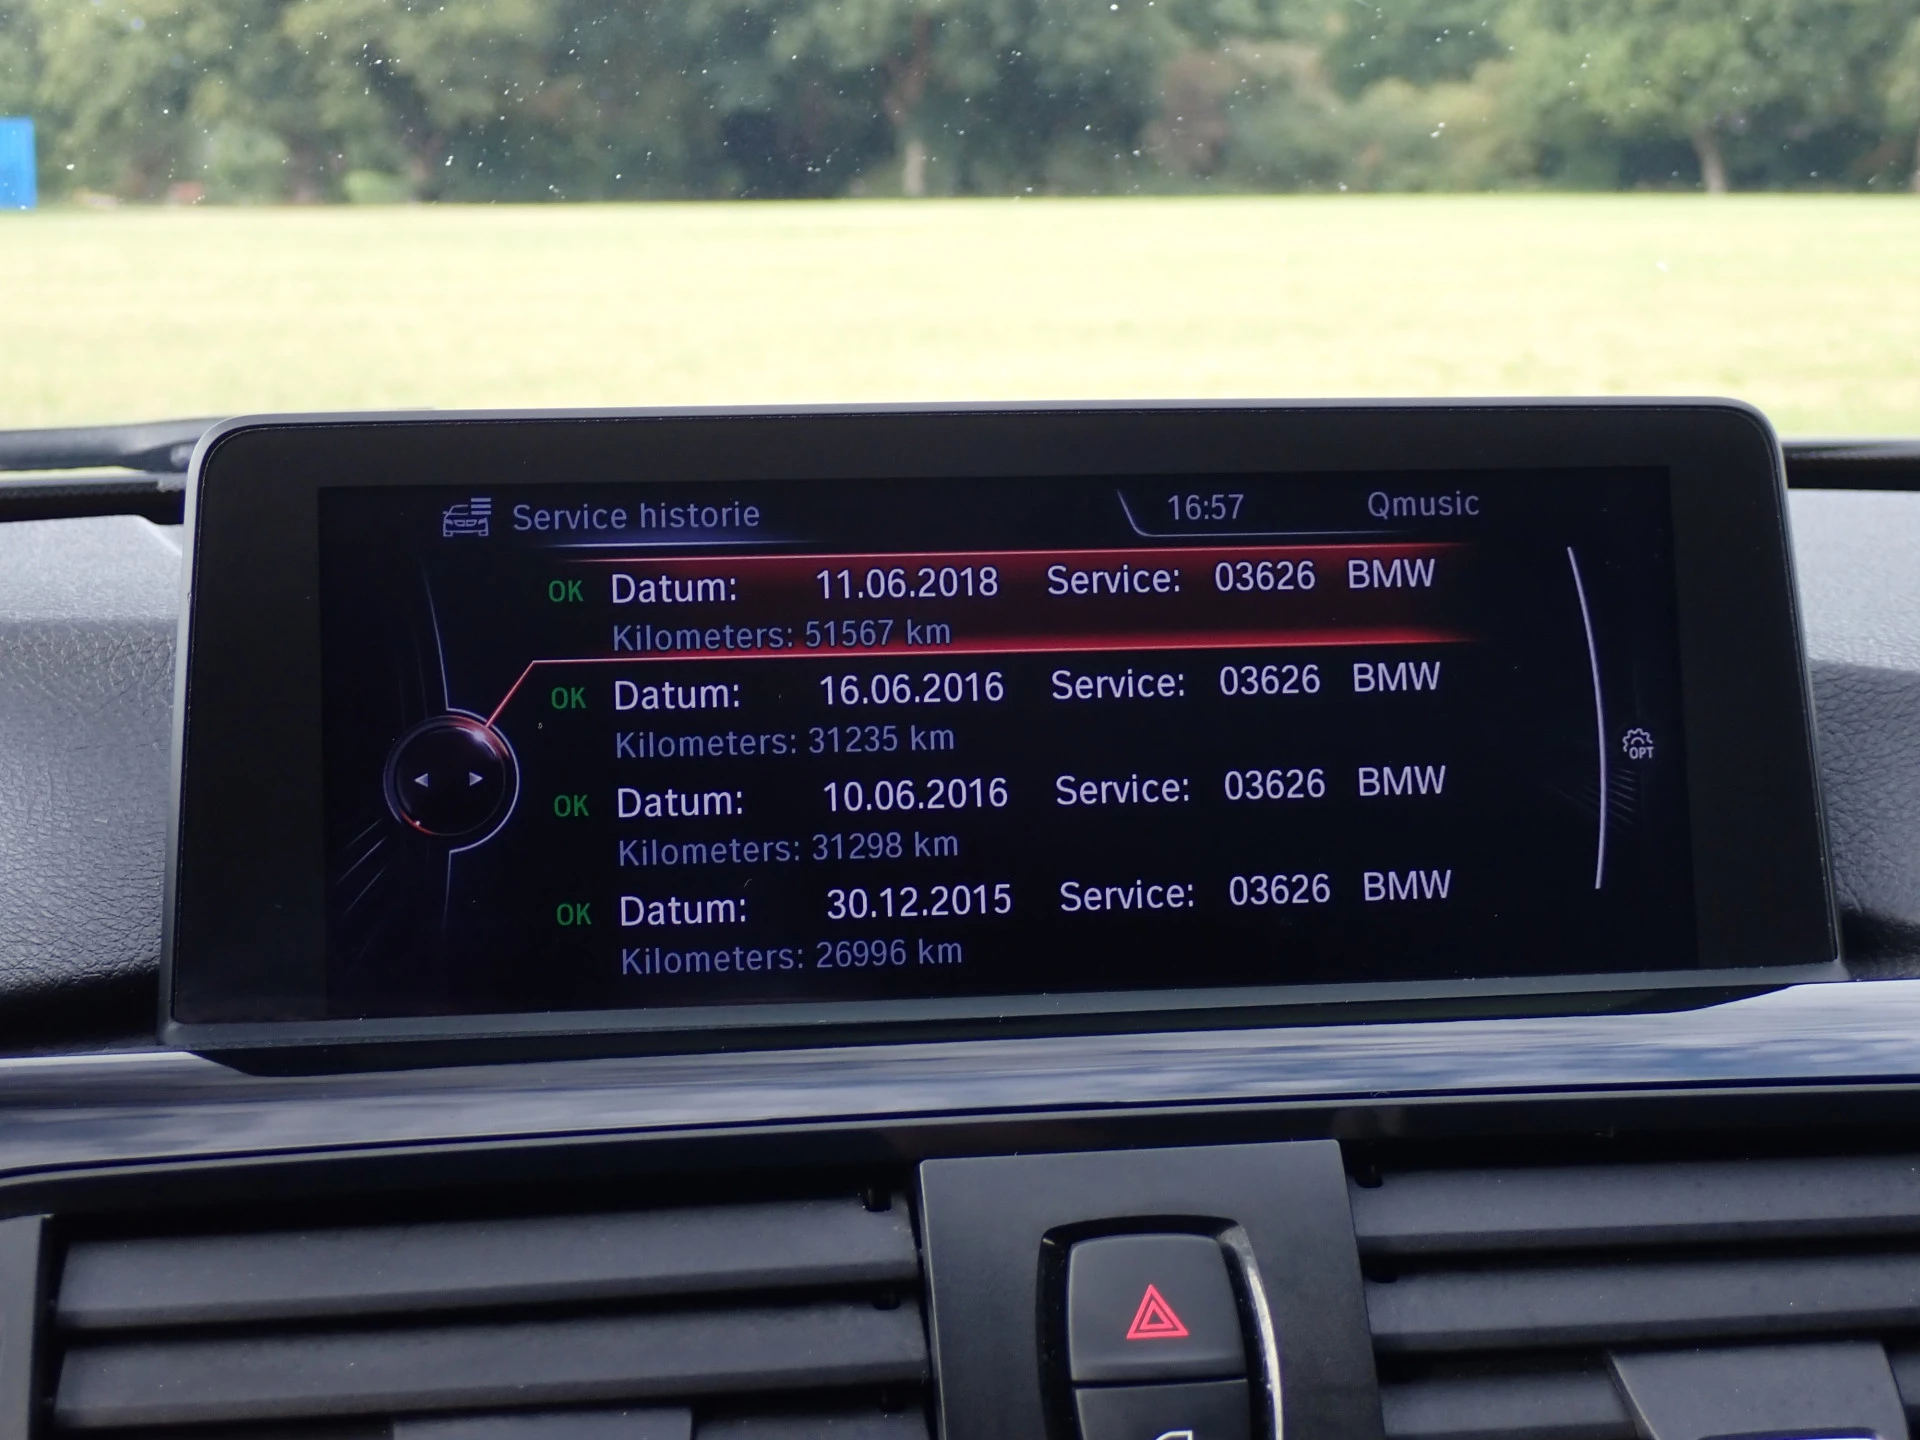 Service historie
16:57 Qmusic
OK Datum: 11.06.2018 Service: 03626 BMW
Kilometers: 51567 km
OK Datum: 16.06.2016 Service: 03626 BMW
Kilometers: 31235 km
OK Datum: 10.06.2016 Service: 03626 BMW
Kilometers: 31298 km
OK Datum: 30.12.2015 Service: 03626 BMW
Kilometers: 26996 km
OPT